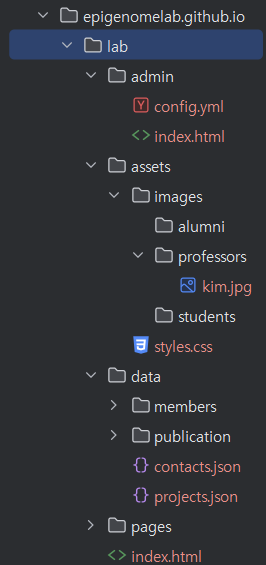 epigenomelab.github.io
lab
admin
config.yml
index.html
assets
images
alumni
professors
kim.jpg
students
styles.css
data
members
publication
contacts.json
projects.json
pages
index.html